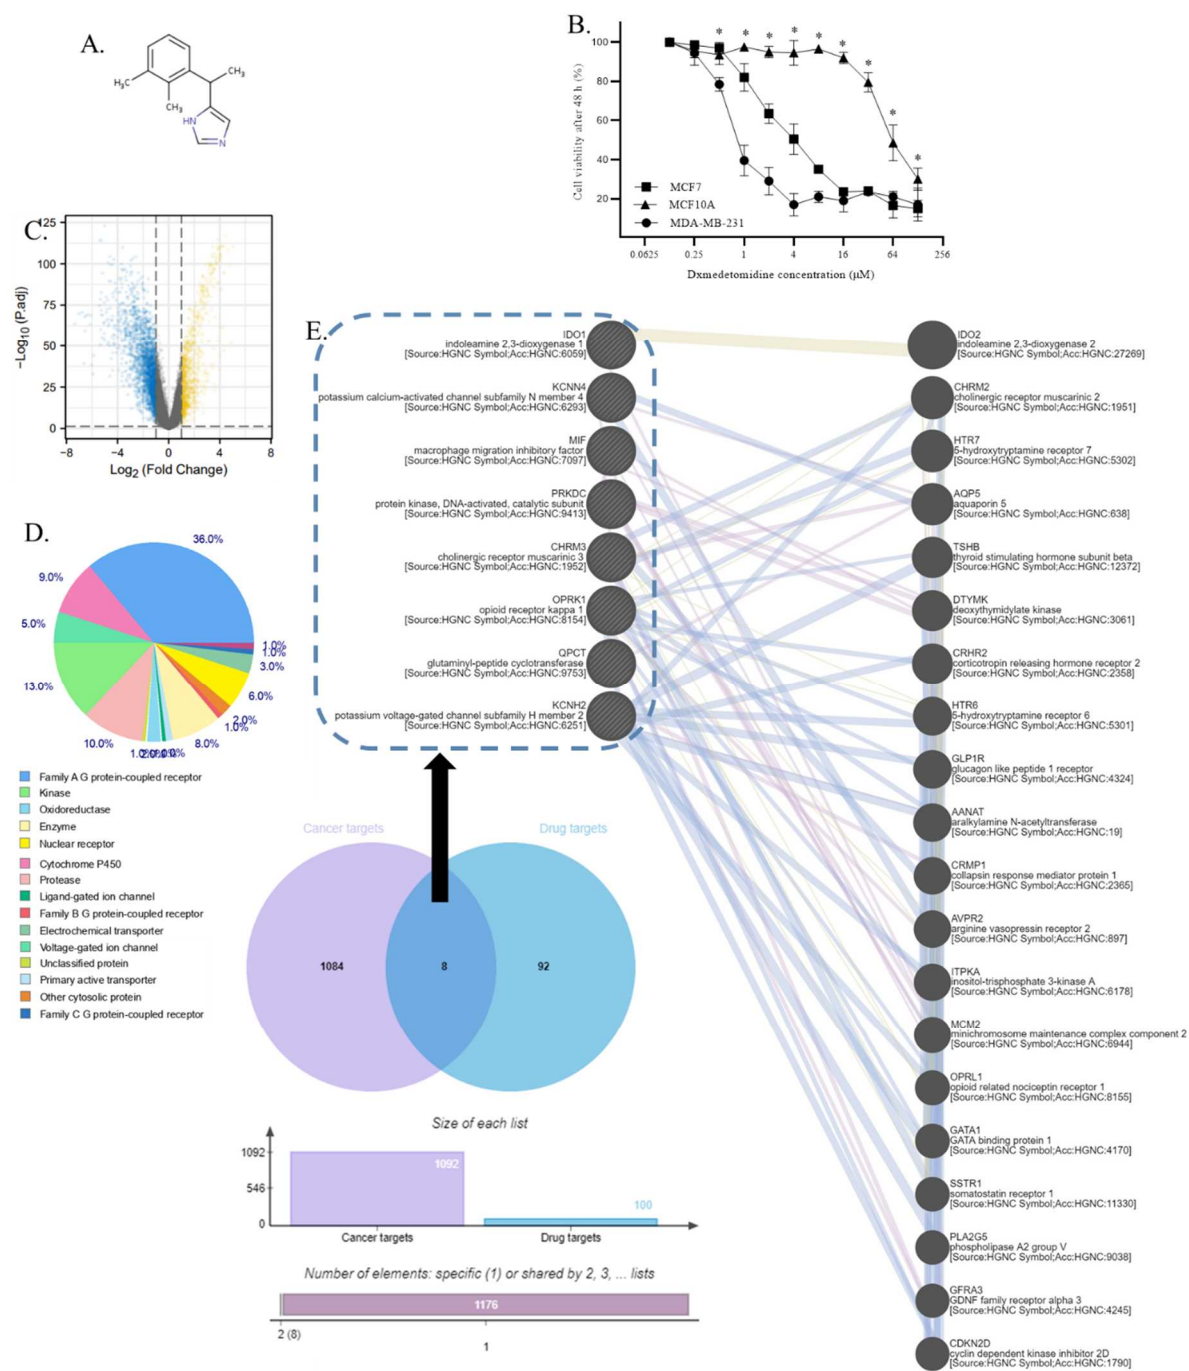 A.
H₃C
CH₃
CH₃
HN
N
B.
Cell viability after 48 h (%)
100
80
60
40
20
* * * * * * * * *
MCF7
MCF10A
MDA-MB-231
0.0625 0.25 1 4 16 64 256
Dxmedetomidine concentration (µM)
C.
−Log₁₀ (P.adj)
125
100
75
50
25
0
−8 −4 0 4 8
Log₂ (Fold Change)
D.
36.0%
9.0%
5.0%
13.0%
10.0%
8.0%
1.0%
2.0%
6.0%
3.0%
1.0%
1.0%
Family A G protein-coupled receptor
Kinase
Oxidoreductase
Enzyme
Nuclear receptor
Cytochrome P450
Protease
Ligand-gated ion channel
Family B G protein-coupled receptor
Electrochemical transporter
Voltage-gated ion channel
Unclassified protein
Primary active transporter
Other cytosolic protein
Family C G protein-coupled receptor
E.
IDO1
indoleamine 2,3-dioxygenase 1
[Source:HGNC Symbol;Acc:HGNC:6059]
KCNN4
potassium calcium-activated channel subfamily N member 4
[Source:HGNC Symbol;Acc:HGNC:6293]
MIF
macrophage migration inhibitory factor
[Source:HGNC Symbol;Acc:HGNC:7097]
PRKDC
protein kinase, DNA-activated, catalytic subunit
[Source:HGNC Symbol;Acc:HGNC:9413]
CHRM3
cholinergic receptor muscarinic 3
[Source:HGNC Symbol;Acc:HGNC:1952]
OPRK1
opioid receptor kappa 1
[Source:HGNC Symbol;Acc:HGNC:8154]
QPCT
glutaminyl-peptide cyclotransferase
[Source:HGNC Symbol;Acc:HGNC:9753]
KCNH2
potassium voltage-gated channel subfamily H member 2
[Source:HGNC Symbol;Acc:HGNC:6251]
IDO2
indoleamine 2,3-dioxygenase 2
[Source:HGNC Symbol;Acc:HGNC:27269]
CHRM2
cholinergic receptor muscarinic 2
[Source:HGNC Symbol;Acc:HGNC:1951]
HTR7
5-hydroxytryptamine receptor 7
[Source:HGNC Symbol;Acc:HGNC:5302]
AQP5
aquaporin 5
[Source:HGNC Symbol;Acc:HGNC:638]
TSHB
thyroid stimulating hormone subunit beta
[Source:HGNC Symbol;Acc:HGNC:12372]
DTYMK
deoxythymidylate kinase
[Source:HGNC Symbol;Acc:HGNC:3061]
CRHR2
corticotropin releasing hormone receptor 2
[Source:HGNC Symbol;Acc:HGNC:2358]
HTR6
5-hydroxytryptamine receptor 6
[Source:HGNC Symbol;Acc:HGNC:5301]
GLP1R
glucagon like peptide 1 receptor
[Source:HGNC Symbol;Acc:HGNC:4324]
AANAT
aralkylamine N-acetyltransferase
[Source:HGNC Symbol;Acc:HGNC:19]
CRMP1
collapsin response mediator protein 1
[Source:HGNC Symbol;Acc:HGNC:2365]
AVPR2
arginine vasopressin receptor 2
[Source:HGNC Symbol;Acc:HGNC:897]
ITPKA
inositol-trisphosphate 3-kinase A
[Source:HGNC Symbol;Acc:HGNC:6178]
MCM2
minichromosome maintenance complex component 2
[Source:HGNC Symbol;Acc:HGNC:6944]
OPRL1
opioid related nociceptin receptor 1
[Source:HGNC Symbol;Acc:HGNC:8155]
GATA1
GATA binding protein 1
[Source:HGNC Symbol;Acc:HGNC:4170]
SSTR1
somatostatin receptor 1
[Source:HGNC Symbol;Acc:HGNC:11330]
PLA2G5
phospholipase A2 group V
[Source:HGNC Symbol;Acc:HGNC:9038]
GFRA3
GDNF family receptor alpha 3
[Source:HGNC Symbol;Acc:HGNC:4245]
CDKN2D
cyclin dependent kinase inhibitor 2D
[Source:HGNC Symbol;Acc:HGNC:1790]
Cancer targets
Drug targets
1084
8
92
Size of each list
1092
546
0
1092
100
Cancer targets
Drug targets
Number of elements: specific (1) or shared by 2, 3, ... lists
1176
2 (8)
1